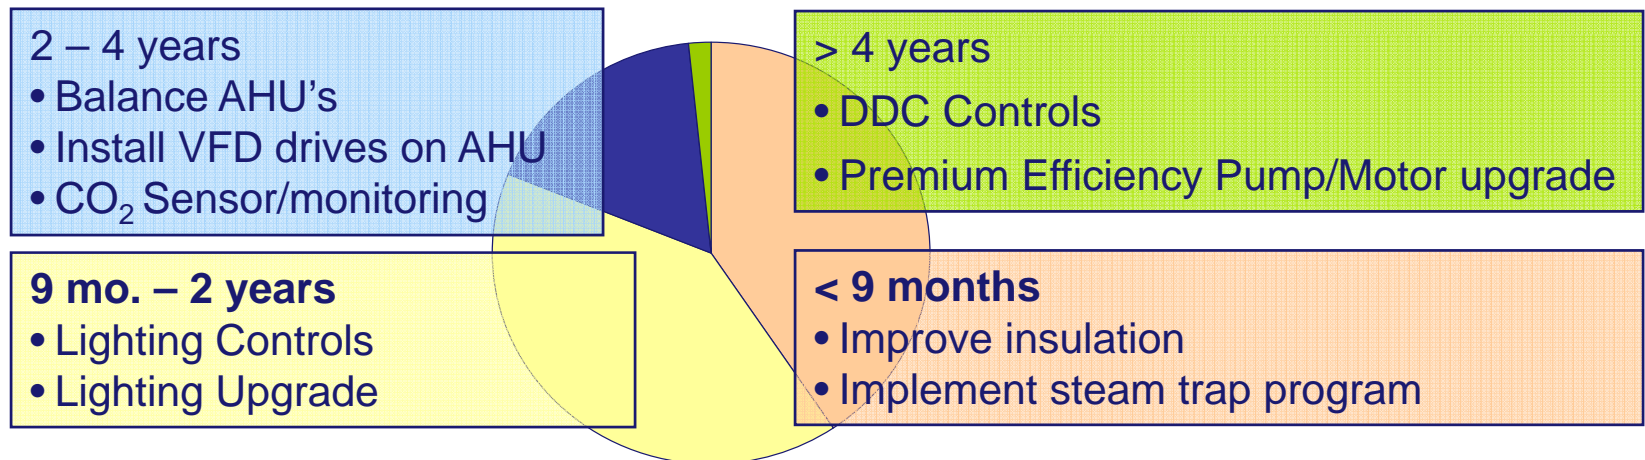 2 – 4 years
• Balance AHU's
• Install VFD drives on AHU
• CO₂ Sensor/monitoring
> 4 years
• DDC Controls
• Premium Efficiency Pump/Motor upgrade
9 mo. – 2 years
• Lighting Controls
• Lighting Upgrade
< 9 months
• Improve insulation
• Implement steam trap program